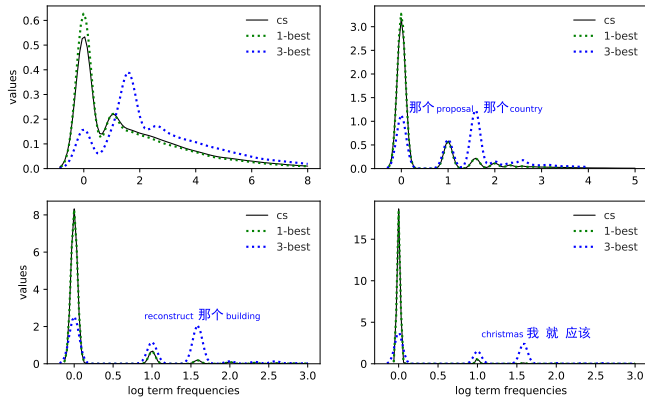 0.6
0.5
0.4
0.3
0.2
0.1
0.0
values
0 2 4 6 8
cs
1-best
3-best
3.0
2.5
2.0
1.5
1.0
0.5
0.0
0 1 2 3 4 5
cs
1-best
3-best
那个 proposal 那个 country
8
6
4
2
0
values
0.0 0.5 1.0 1.5 2.0 2.5 3.0
log term frequencies
cs
1-best
3-best
reconstruct 那个 building
15
10
5
0
0.0 0.5 1.0 1.5 2.0 2.5 3.0
log term frequencies
cs
1-best
3-best
christmas 我 就 应该